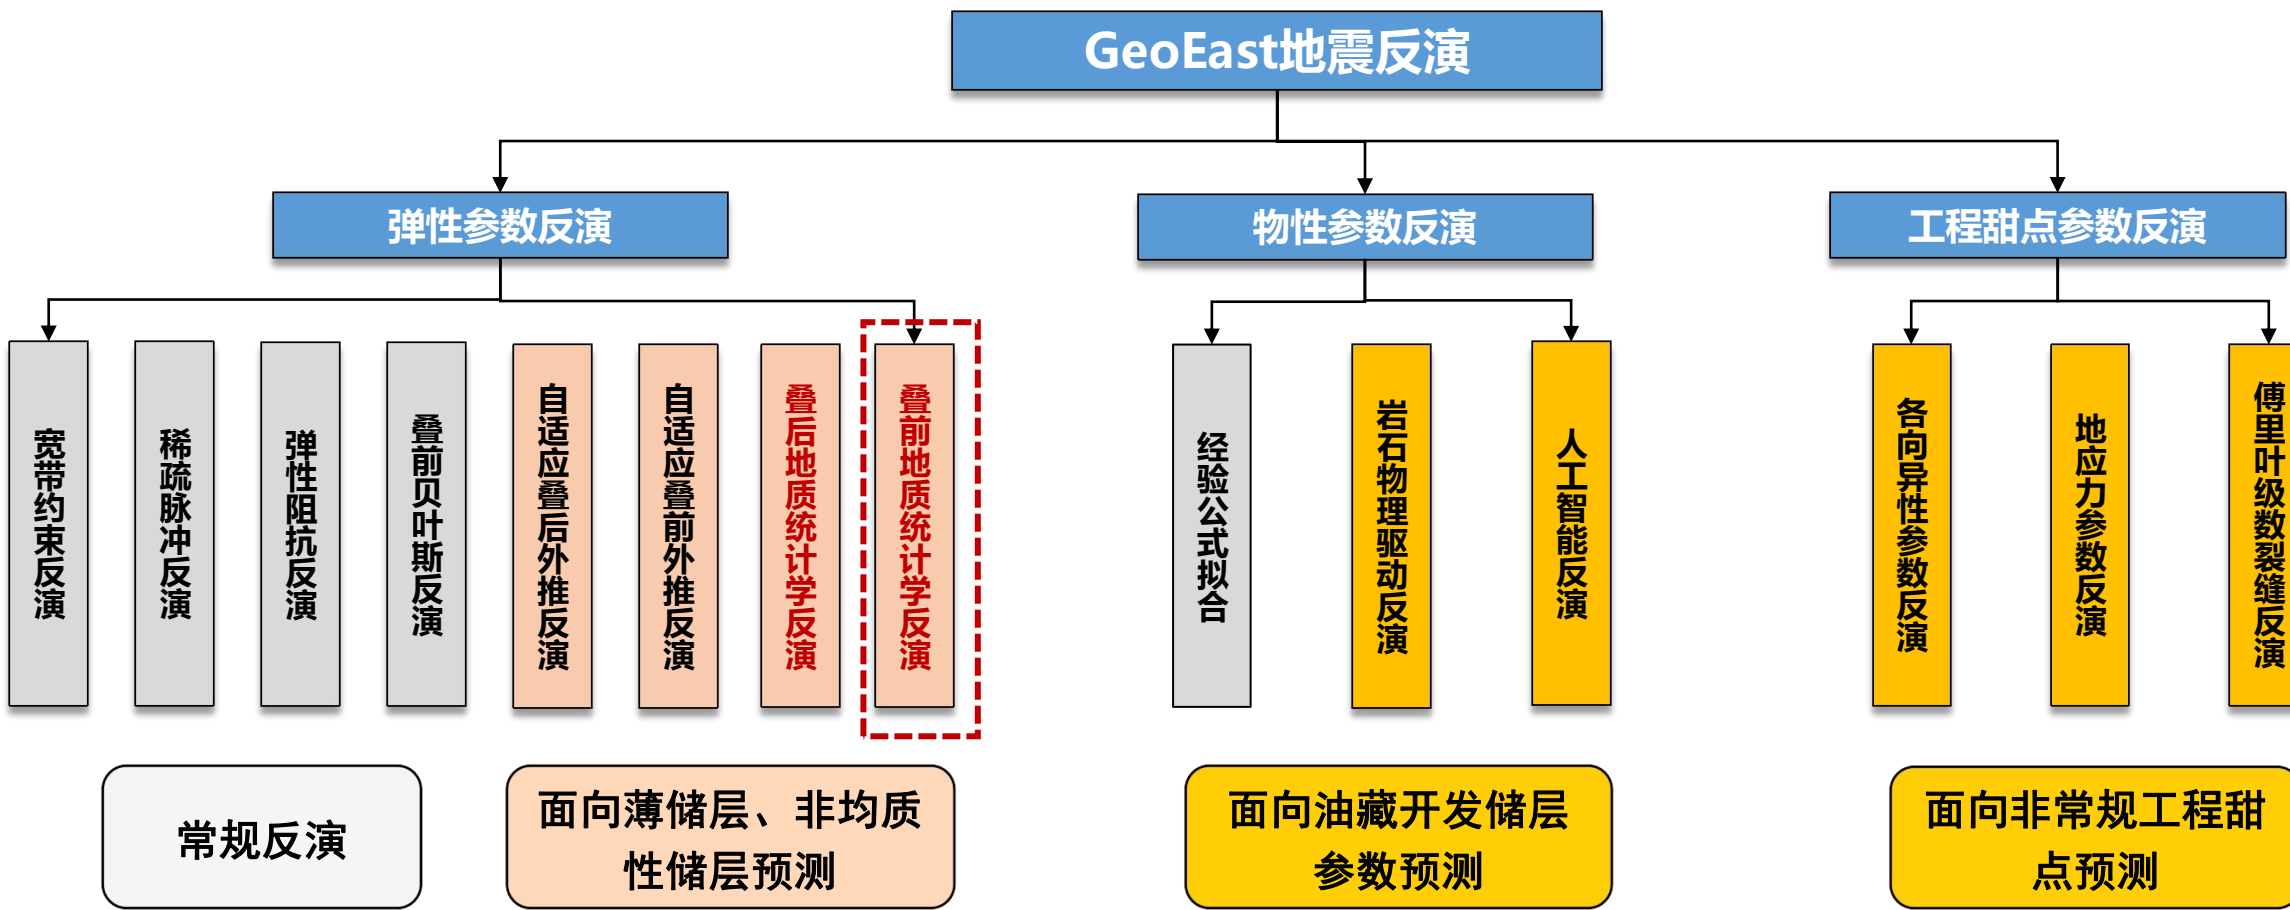 GeoEast地震反演
弹性参数反演
物性参数反演
工程甜点参数反演
宽带约束反演
稀疏脉冲反演
弹性阻抗反演
叠前贝叶斯反演
自适应叠后外推反演
自适应叠前外推反演
叠后地质统计学反演
叠前地质统计学反演
经验公式拟合
岩石物理驱动反演
人工智能反演
各向异性参数反演
地应力参数反演
傅里叶级数裂缝反演
常规反演
面向薄储层、非均质
性储层预测
面向油藏开发储层
参数预测
面向非常规工程甜
点预测